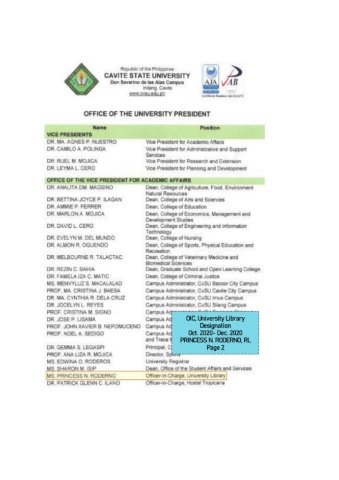 Republic of the Philippines
CAVITE STATE UNIVERSITY
Don Severino de las Alas Campus
Indang, Cavite
www.cvsu.edu.ph
AJA
JAB
OFFICE OF THE UNIVERSITY PRESIDENT
Name Position
VICE PRESIDENTS
DR. MA. AGNES P. NUESTRO Vice President for Academic Affairs
DR. CAMILO A. POLINGA Vice President for Administrative and Support
Services
DR. RUEL M. MOJICA Vice President for Research and Extension
DR. LEYMA L. CERO Vice President for Planning and Development
OFFICE OF THE VICE PRESIDENT FOR ACADEMIC AFFAIRS
DR. ANALITA DM. MAGSINO Dean, College of Agriculture, Food, Environment
Natural Resources
DR. BETTINA JOYCE P. ILAGAN Dean, College of Arts and Sciences
DR. AMMIE P. FERRER Dean, College of Education
DR. MARLON A. MOJICA Dean, College of Economics, Management and
Development Studies
DR. DAVID L. CERO Dean, College of Engineering and Information
Technology
DR. EVELYN M. DEL MUNDO Dean, College of Nursing
DR. ALMON R. OQUENDO Dean, College of Sports, Physical Education and
Recreation
DR. MELBOURNE R. TALACTAC Dean, College of Veterinary Medicine and
Biomedical Sciences
DR. REZIN C. BAHIA Dean, Graduate School and Open Learning College
DR. FAMELA IZA C. MATIC Dean, College of Criminal Justice
MS. MENVYLUZ S. MACALALAD Campus Administrator, CvSU Bacoor City Campus
PROF. MA. CRISTINA J. BAESA Campus Administrator, CvSU Cavite City Campus
DR. MA. CYNTHIA R. DELA CRUZ Campus Administrator, CvSU Imus Campus
DR. JOCELYN L. REYES Campus Administrator, CvSU Silang Campus
PROF. CRISTINA M. SIGNO Campus Ad
DR. JOSE P. LISAMA Campus Ad
PROF. JOHN XAVIER B. NEPOMUCENO Campus Ad
PROF. NOEL A. SEDIGO Campus Ad
and Trece
DR. GEMMA S. LEGASPI Principal,
PROF. ANA LIZA R. MOJICA Director,
MS. EDWINA O. RODEROS University Registrar
MS. SHARON M. ISIP Dean, Office of the Student Affairs and Services
MS. PRINCESS N. RODERNO Officer-in-Charge, University Library
DR. PATRICK GLENN C. ILANO Officer-in-Charge, Hostel Tropicana
OIC, University Library
Designation
Oct. 2020- Dec. 2020
PRINCESS N. RODERNO, RL
Page 2